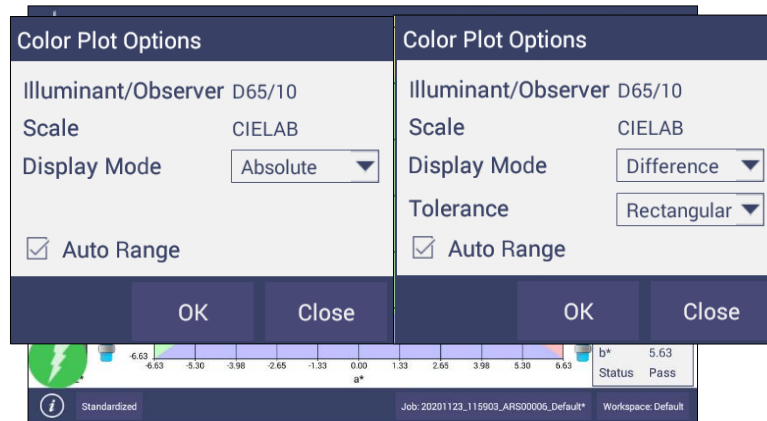 Color Plot Options
Illuminant/Observer D65/10
Scale CIELAB
Display Mode Absolute
Auto Range
OK Close
Color Plot Options
Illuminant/Observer D65/10
Scale CIELAB
Display Mode Difference
Tolerance Rectangular
Auto Range
OK Close
-6.63
-6.63 -5.30 -3.98 -2.65 -1.33 0.00 1.33 2.65 3.98 5.30 6.63
a*
b* 5.63
Status Pass
Standardized
Job: 20201123_115903_ARS00006_Default*
Workspace: Default